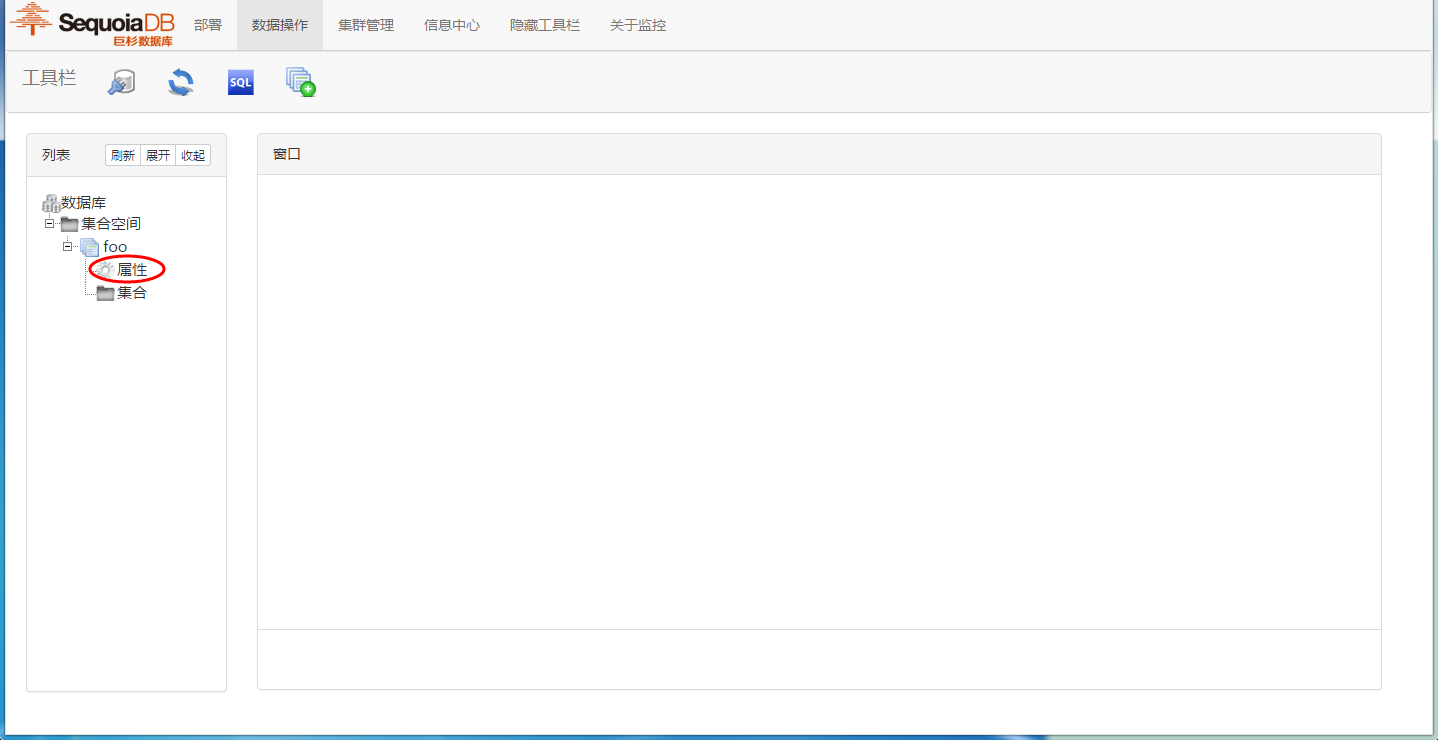 SequoiaDB
巨杉数据库
部署 数据操作 集群管理 信息中心 隐藏工具栏 关于监控
工具栏 SQL
列表 刷新 展开 收起
窗口
数据库
集合空间
foo
属性
集合